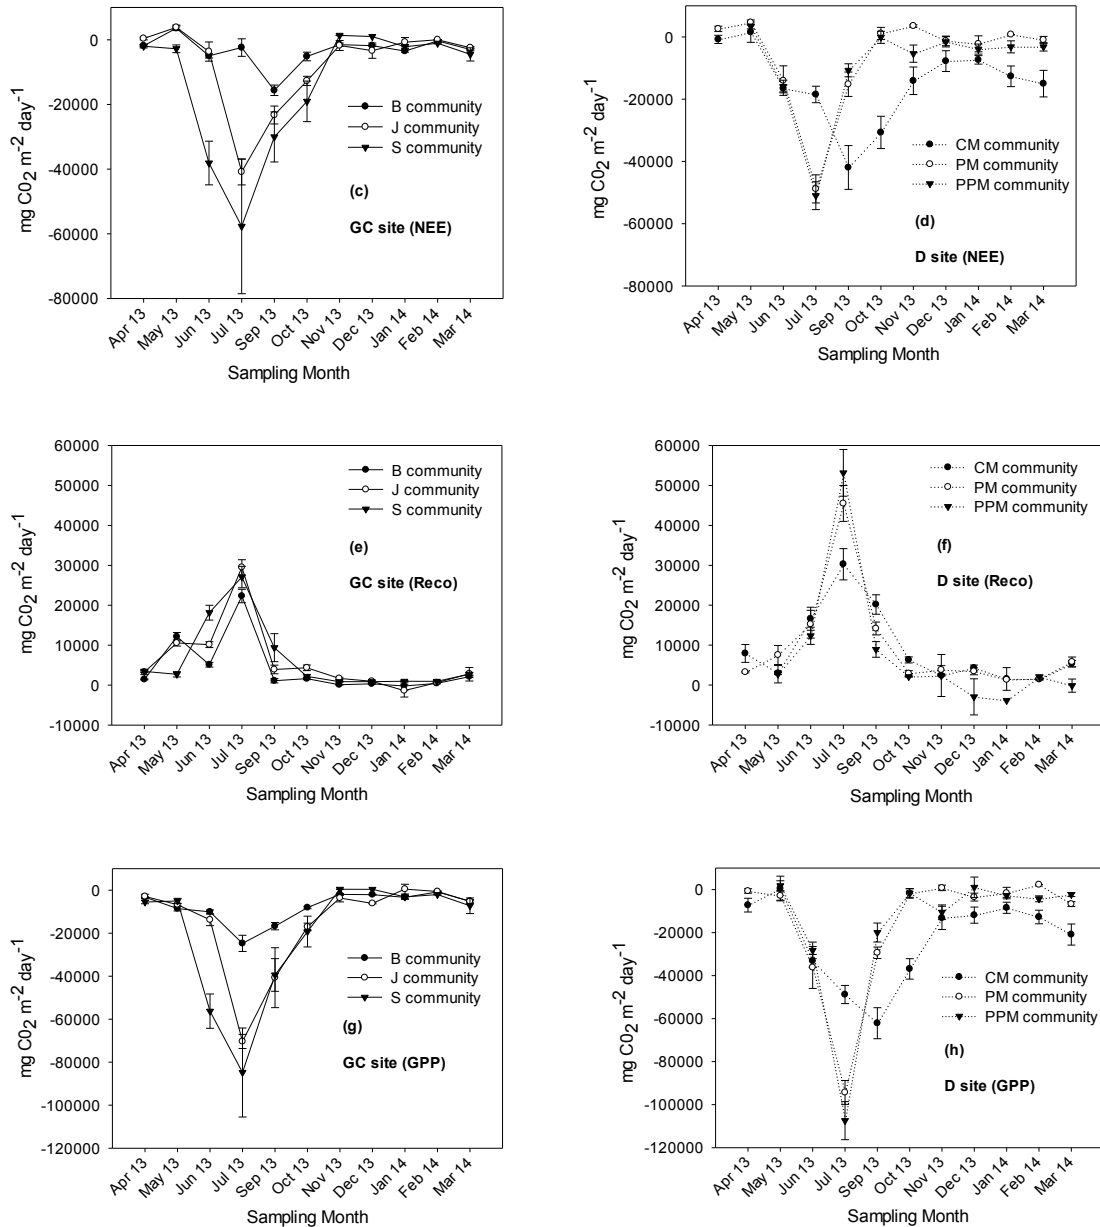 0
-20000
-40000
-60000
-80000
mg C02 m-2 day-1
B community
J community
S community
(c)
GC site (NEE)
Apr 13
May 13
Jun 13
Jul 13
Sep 13
Oct 13
Nov 13
Dec 13
Jan 14
Feb 14
Mar 14
Sampling Month
0
-20000
-40000
-60000
-80000
mg C02 m-2 day-1
CM community
PM community
PPM community
(d)
D site (NEE)
Apr 13
May 13
Jun 13
Jul 13
Sep 13
Oct 13
Nov 13
Dec 13
Jan 14
Feb 14
Mar 14
Sampling Month
60000
50000
40000
30000
20000
10000
0
-10000
mg CO2 m-2 day-1
B community
J community
S community
(e)
GC site (Reco)
Apr 13
May 13
Jun 13
Jul 13
Sep 13
Oct 13
Nov 13
Dec 13
Jan 14
Feb 14
Mar 14
Sampling Month
60000
50000
40000
30000
20000
10000
0
-10000
mg CO2 m-2 day-1
CM community
PM community
PPM community
(f)
D site (Reco)
Apr 13
May 13
Jun 13
Jul 13
Sep 13
Oct 13
Nov 13
Dec 13
Jan 14
Feb 14
Mar 14
Sampling Month
0
-20000
-40000
-60000
-80000
-100000
-120000
mg C02 m-2 day-1
B community
J community
S community
(g)
GC site (GPP)
Apr 13
May 13
Jun 13
Jul 13
Sep 13
Oct 13
Nov 13
Dec 13
Jan 14
Feb 14
Mar 14
Sampling Month
0
-20000
-40000
-60000
-80000
-100000
-120000
mg C02 m-2 day-1
CM community
PM community
PPM community
(h)
D site (GPP)
Apr 13
May 13
Jun 13
Jul 13
Sep 13
Oct 13
Nov 13
Dec 13
Jan 14
Feb 14
Mar 14
Sampling Month